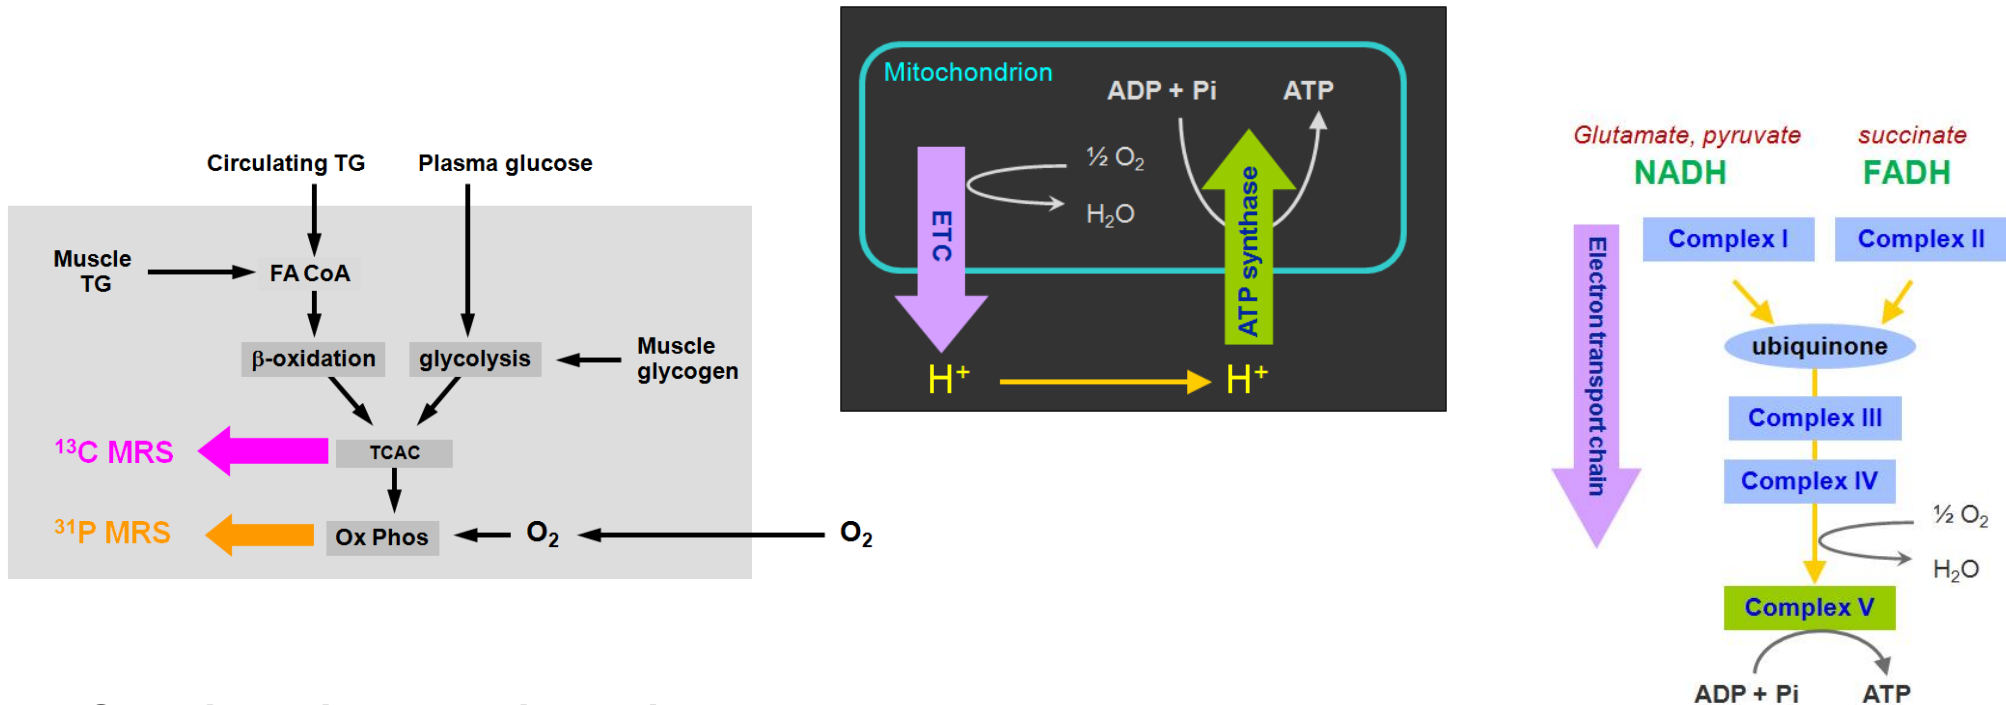 Circulating TG
Plasma glucose
Muscle
TG
FA CoA
β-oxidation
glycolysis
Muscle
glycogen
¹³C MRS
TCAC
³¹P MRS
Ox Phos
O₂
O₂
Mitochondrion
ADP + Pi
ATP
½ O₂
H₂O
ETC
ATP synthase
H⁺
H⁺
Glutamate, pyruvate
succinate
NADH
FADH
Electron transport chain
Complex I
Complex II
ubiquinone
Complex III
Complex IV
½ O₂
H₂O
Complex V
ADP + Pi
ATP